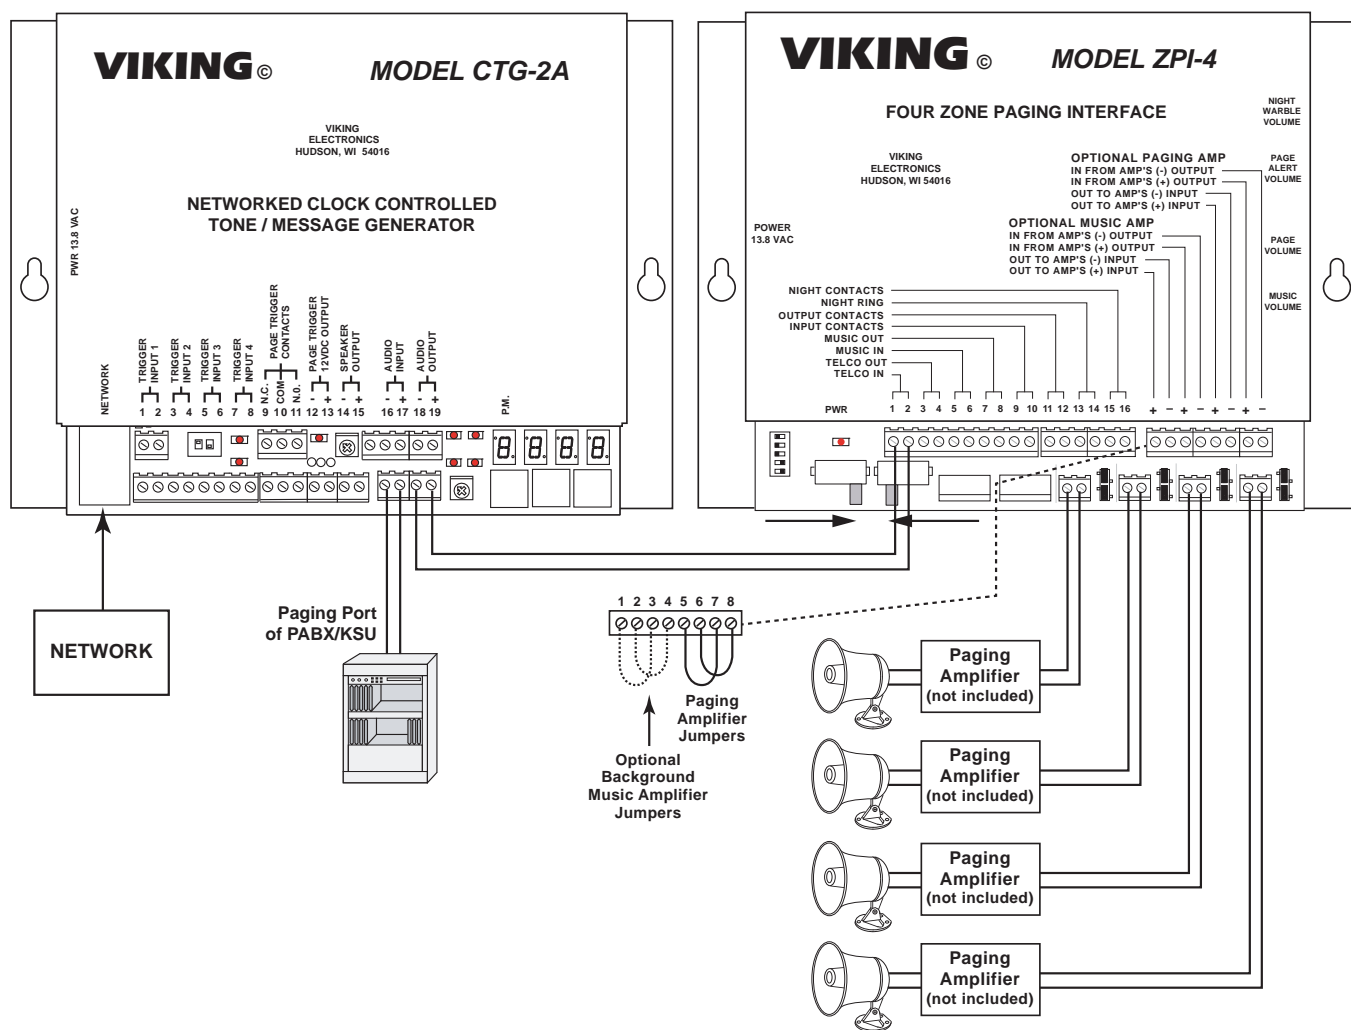 VIKING ©
MODEL CTG-2A
VIKING
ELECTRONICS
HUDSON, WI 54016
NETWORKED CLOCK CONTROLLED
TONE / MESSAGE GENERATOR
PWR 13.8 VAC
NETWORK
TRIGGER
INPUT 1
TRIGGER
INPUT 2
TRIGGER
INPUT 3
TRIGGER
INPUT 4
N.C.
PAGE TRIGGER
CONTACTS
COM
N.0.
PAGE TRIGGER
12VDC OUTPUT
SPEAKER
OUTPUT
AUDIO
INPUT
AUDIO
OUTPUT
P.M.
- + - + - + - +
1 2 3 4 5 6 7 8 9 10 11 12 13 14 15 16 17 18 19
8. 8. 8. 8.
VIKING ©
MODEL ZPI-4
FOUR ZONE PAGING INTERFACE
VIKING
ELECTRONICS
HUDSON, WI 54016
NIGHT
WARBLE
VOLUME
PAGE
ALERT
VOLUME
PAGE
VOLUME
MUSIC
VOLUME
POWER
13.8 VAC
OPTIONAL PAGING AMP
IN FROM AMP'S (-) OUTPUT
IN FROM AMP'S (+) OUTPUT
OUT TO AMP'S (-) INPUT
OUT TO AMP'S (+) INPUT
OPTIONAL MUSIC AMP
IN FROM AMP'S (-) OUTPUT
IN FROM AMP'S (+) OUTPUT
OUT TO AMP'S (-) INPUT
OUT TO AMP'S (+) INPUT
NIGHT CONTACTS
NIGHT RING
OUTPUT CONTACTS
INPUT CONTACTS
MUSIC OUT
MUSIC IN
TELCO OUT
TELCO IN
PWR
1 2 3 4 5 6 7 8 9 10 11 12 13 14 15 16
+ – + – + – + –
NETWORK
Paging Port
of PABX/KSU
1 2 3 4 5 6 7 8
Paging
Amplifier
Jumpers
Optional
Background
Music Amplifier
Jumpers
Paging
Amplifier
(not included)
Paging
Amplifier
(not included)
Paging
Amplifier
(not included)
Paging
Amplifier
(not included)